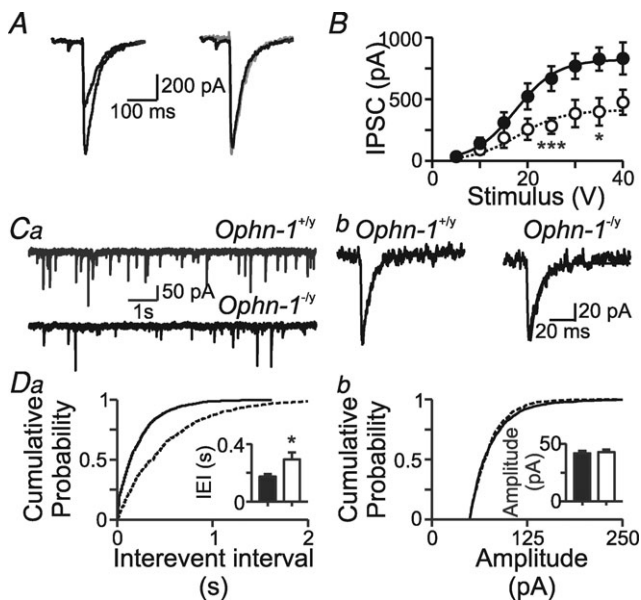 A
200 pA
100 ms
B
1000
500
0
IPSC (pA)
***
*
0
20
40
Stimulus (V)
Ca
Ophn-1+/y
50 pA
1s
Ophn-1-/y
b
Ophn-1+/y
Ophn-1-/y
20 pA
20 ms
Da
Cumulative
Probability
1
0.5
0
0
1
2
Interevent interval
(s)
IEI (s)
0.4
0
*
b
Cumulative
Probability
1
0.5
0
0
125
250
Amplitude
(pA)
Amplitude
(pA)
50
0